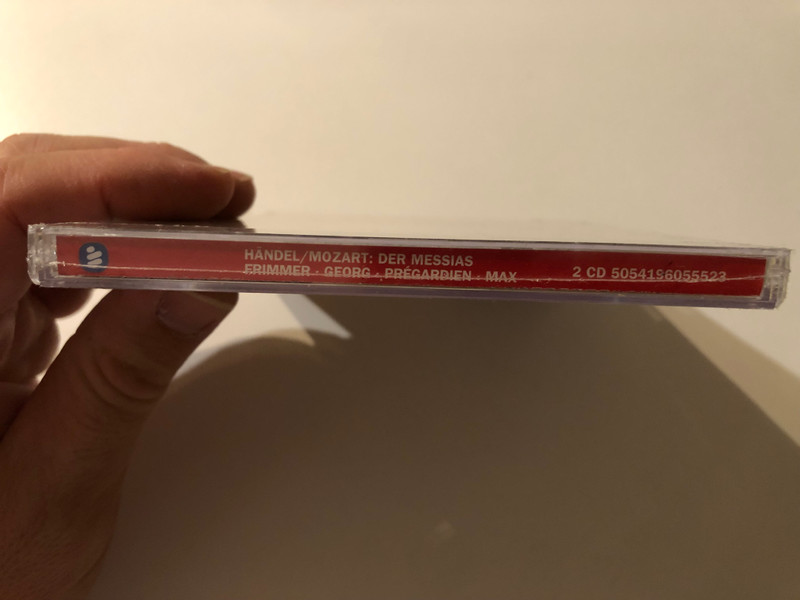 HÄNDEL/MOZART: DER MESSIAS
FRIMMER · GEORG · PRÉGARDIEN · MAX
2 CD 5054196055523